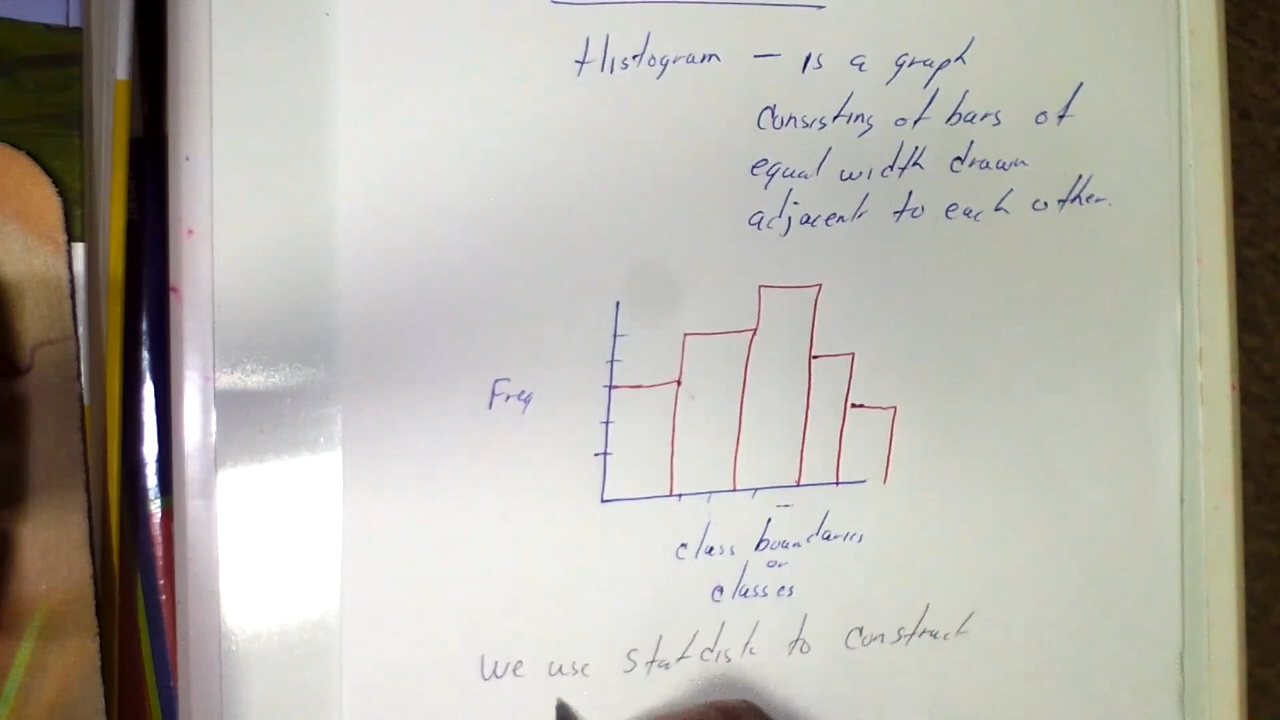 Histogram — is a graph
consisting of bars of
equal width drawn
adjacent to each other.
Freq
class boundaries
or
classes
We use Statdisk to construct